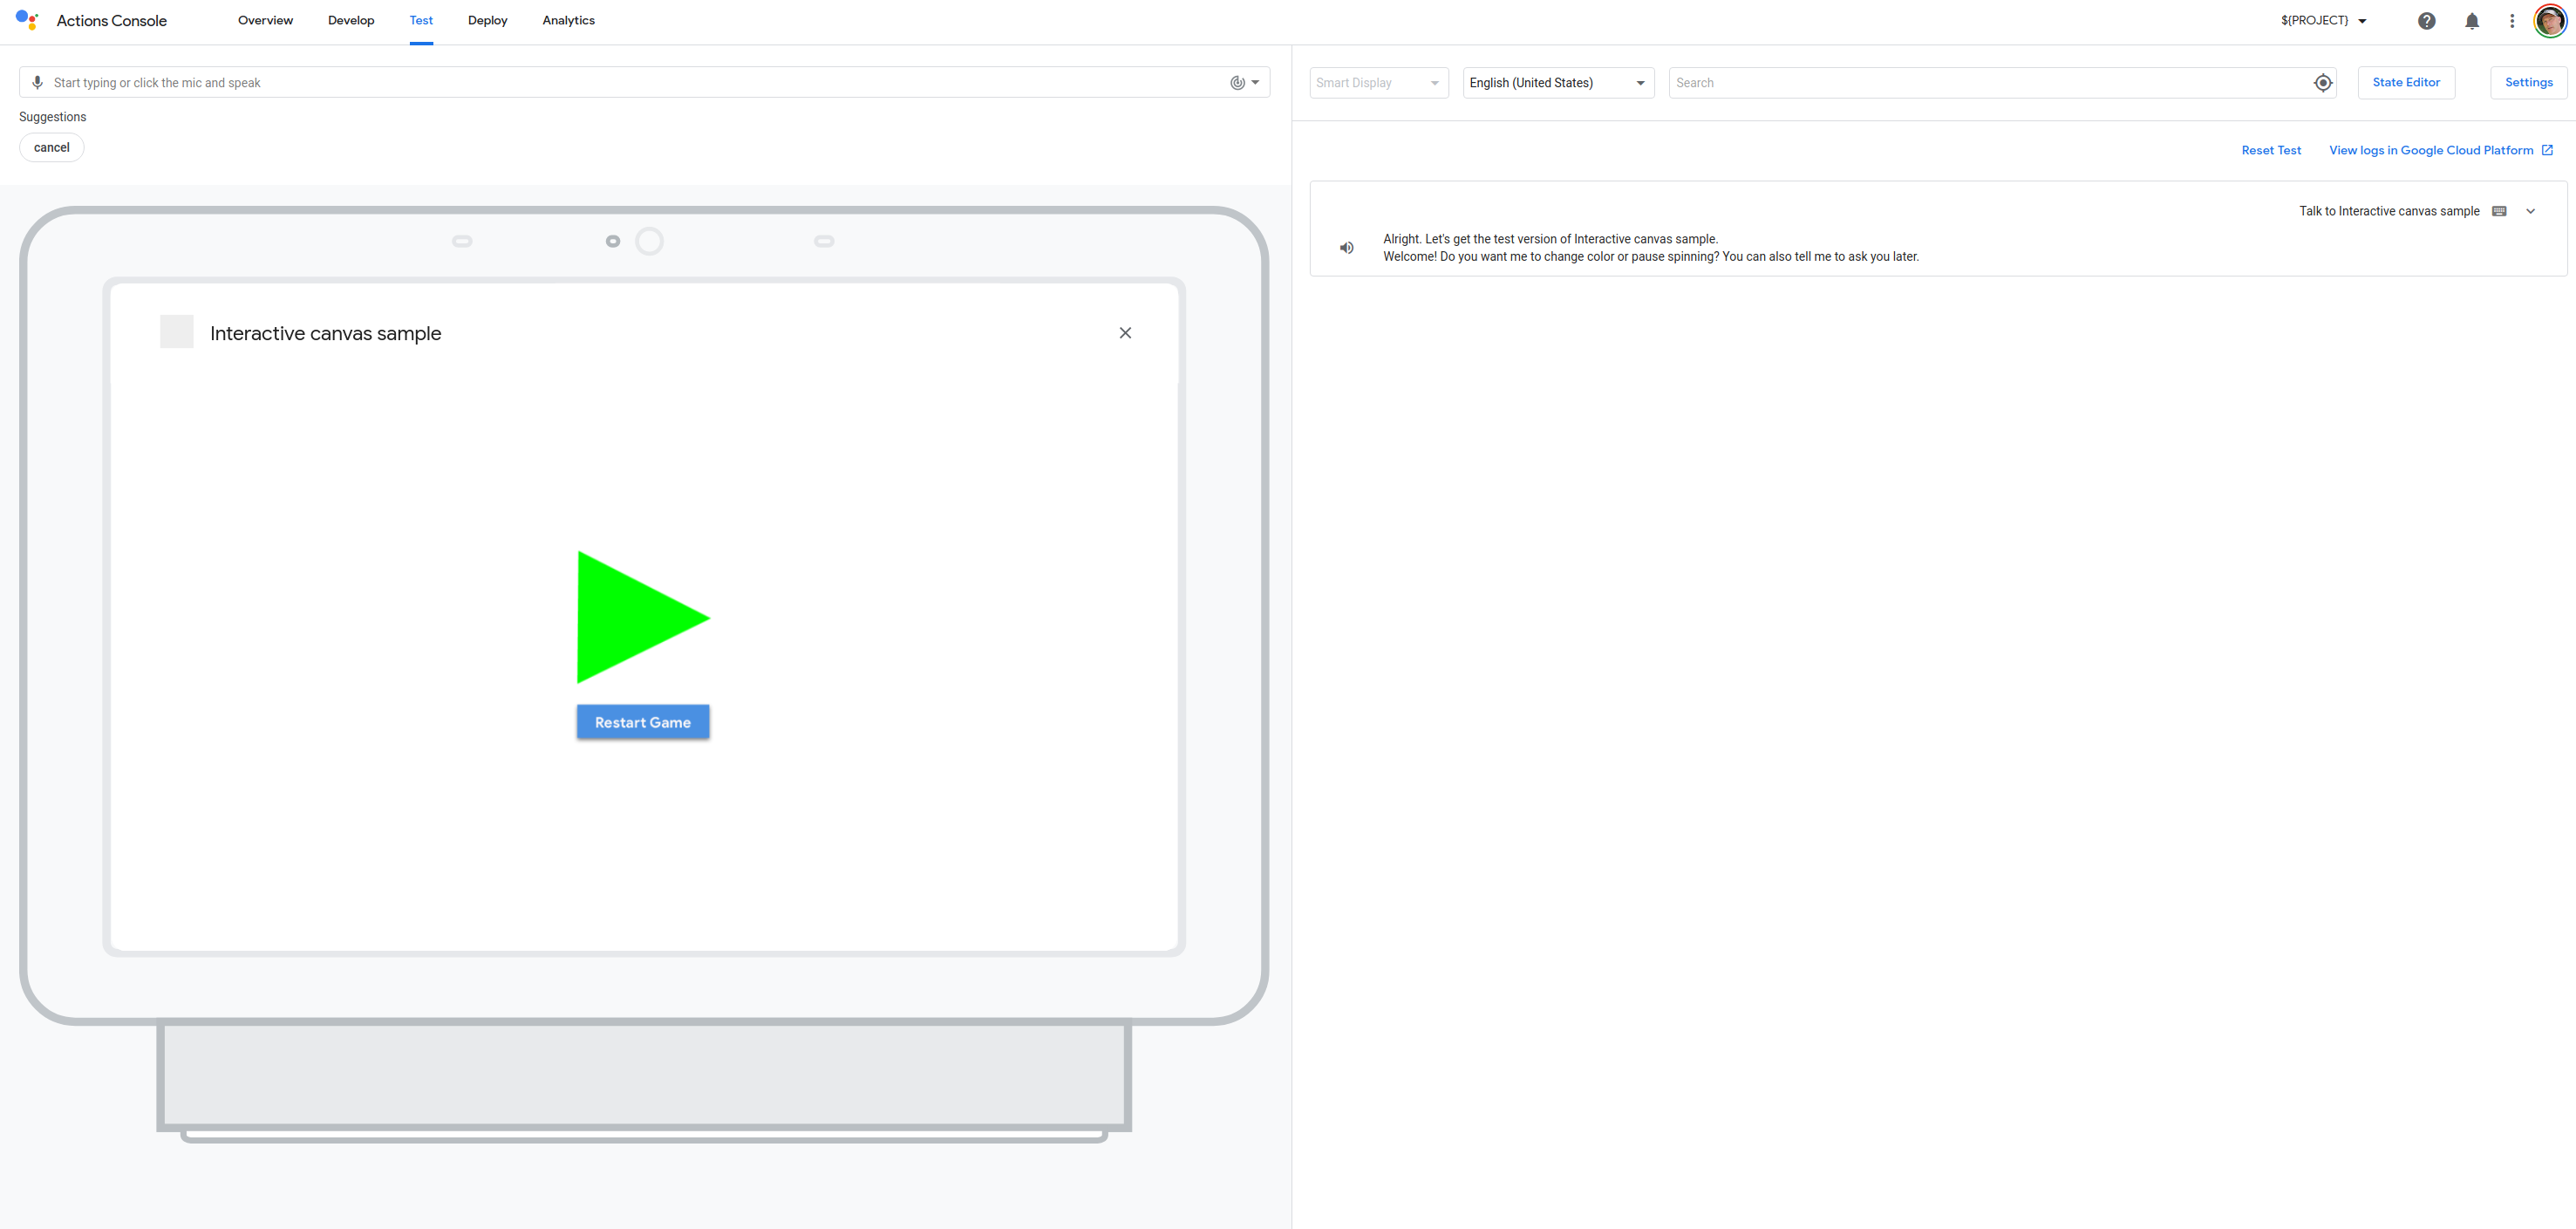 Actions Console
Overview
Develop
Test
Deploy
Analytics
${PROJECT}
Start typing or click the mic and speak
Suggestions
cancel
Interactive canvas sample
Restart Game
Smart Display
English (United States)
Search
State Editor
Settings
Reset Test
View logs in Google Cloud Platform
Talk to Interactive canvas sample
Alright. Let's get the test version of Interactive canvas sample.
Welcome! Do you want me to change color or pause spinning? You can also tell me to ask you later.